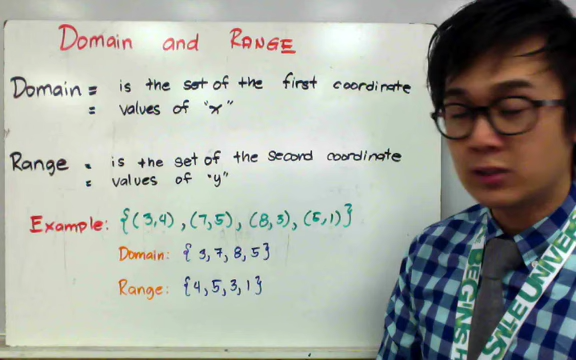 Domain and RANGE
Domain = is the set of the first coordinate
= values of "x"
Range = is the set of the second coordinate
= values of "y"
Example: {(3,4), (7,5), (8,3), (5,1)}
Domain: {3,7,8,5}
Range: {4,5,3,1}